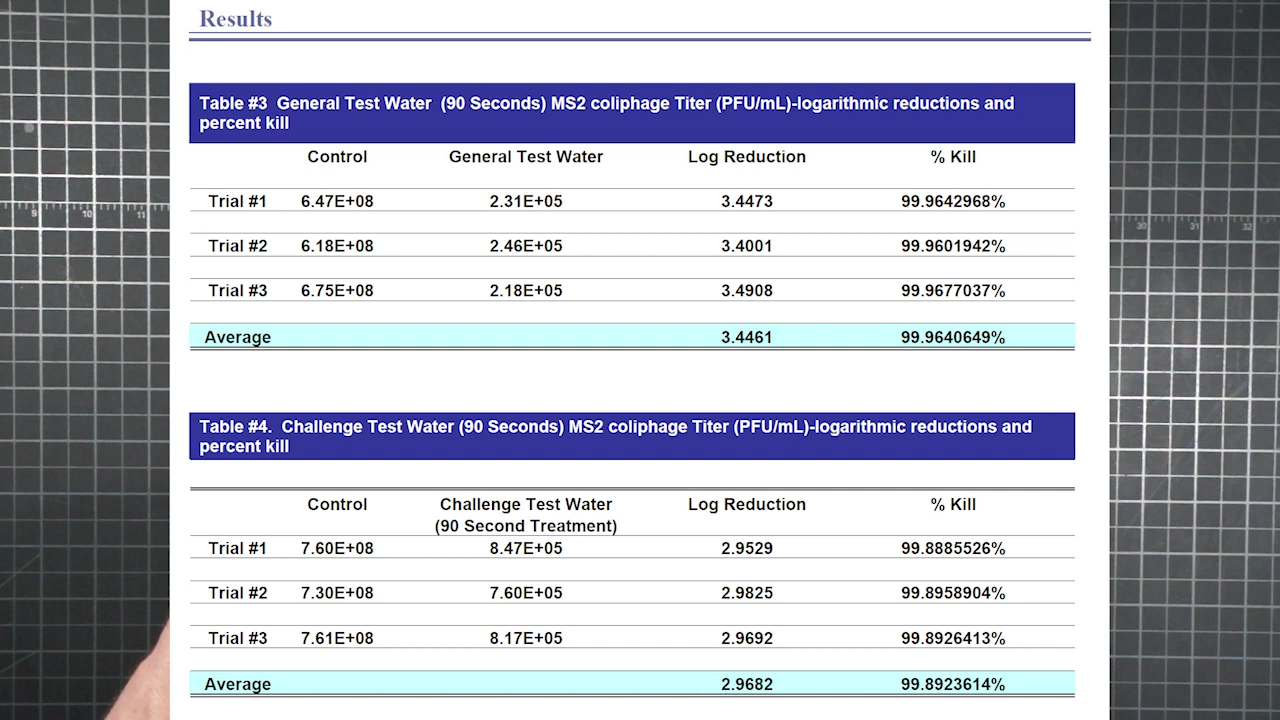 Results
Table #3 General Test Water (90 Seconds) MS2 coliphage Titer (PFU/mL)-logarithmic reductions and
percent kill
Control General Test Water Log Reduction % Kill
Trial #1 6.47E+08 2.31E+05 3.4473 99.9642968%
Trial #2 6.18E+08 2.46E+05 3.4001 99.9601942%
Trial #3 6.75E+08 2.18E+05 3.4908 99.9677037%
Average 3.4461 99.9640649%
Table #4. Challenge Test Water (90 Seconds) MS2 coliphage Titer (PFU/mL)-logarithmic reductions and
percent kill
Control Challenge Test Water Log Reduction % Kill
(90 Second Treatment)
Trial #1 7.60E+08 8.47E+05 2.9529 99.8885526%
Trial #2 7.30E+08 7.60E+05 2.9825 99.8958904%
Trial #3 7.61E+08 8.17E+05 2.9692 99.8926413%
Average 2.9682 99.8923614%
9 10 11
30 31 32